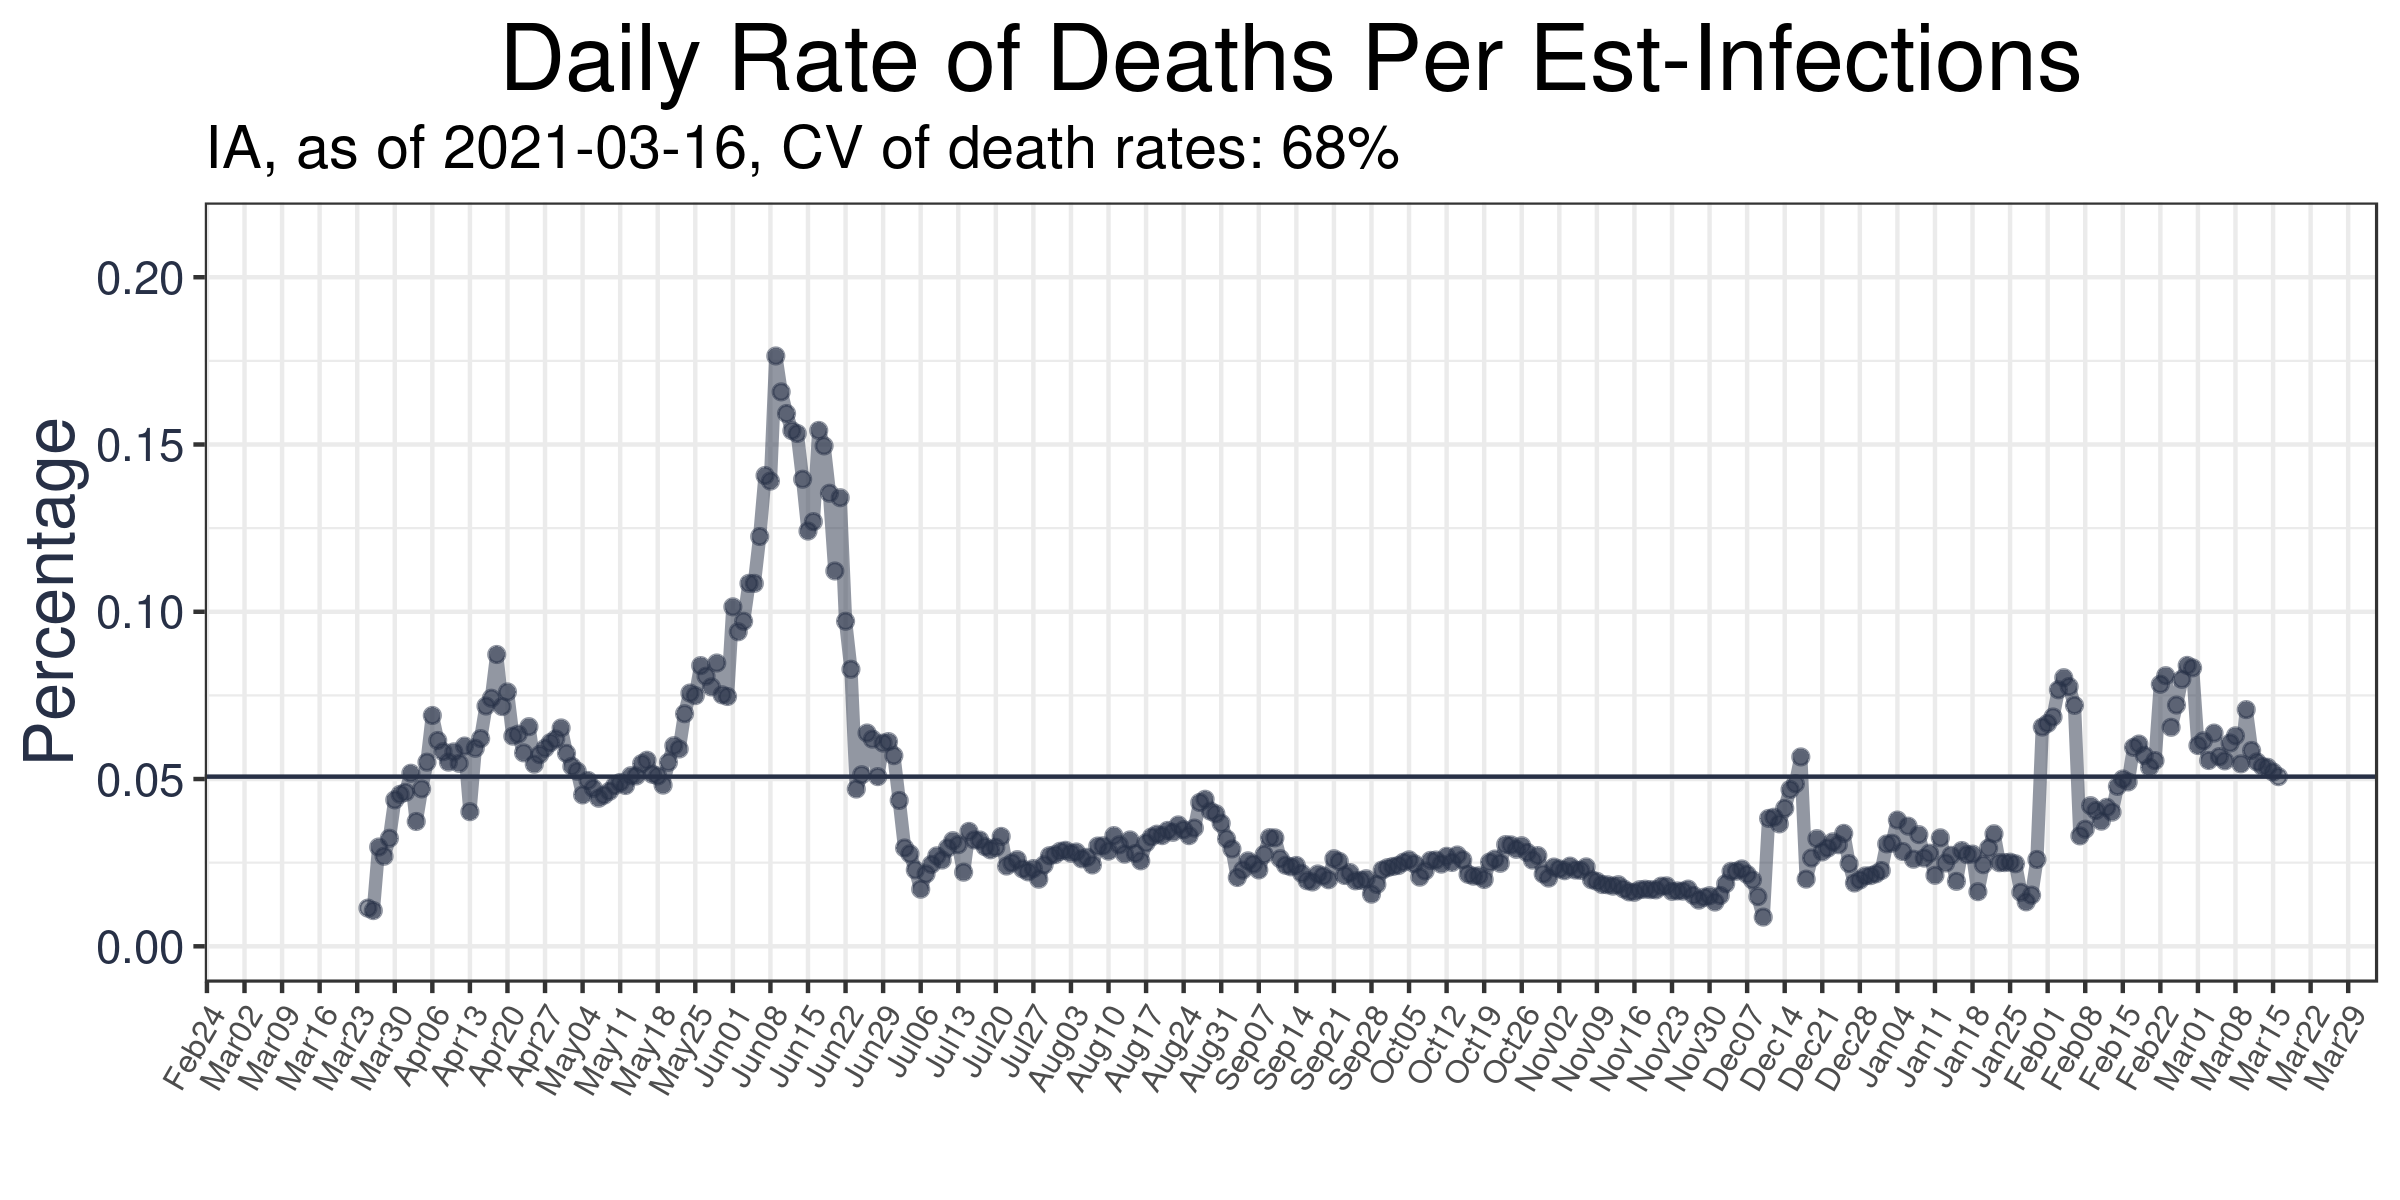 Daily Rate of Deaths Per Est-Infections
IA, as of 2021-03-16, CV of death rates: 68%
Percentage
0.20
0.15
0.10
0.05
0.00
Feb24
Mar02
Mar09
Mar16
Mar23
Mar30
Apr06
Apr13
Apr20
Apr27
May04
May11
May18
May25
Jun01
Jun08
Jun15
Jun22
Jun29
Jul06
Jul13
Jul20
Jul27
Aug03
Aug10
Aug17
Aug24
Aug31
Sep07
Sep14
Sep21
Sep28
Oct05
Oct12
Oct19
Oct26
Nov02
Nov09
Nov16
Nov23
Nov30
Dec07
Dec14
Dec21
Dec28
Jan04
Jan11
Jan18
Jan25
Feb01
Feb08
Feb15
Feb22
Mar01
Mar08
Mar15
Mar22
Mar29